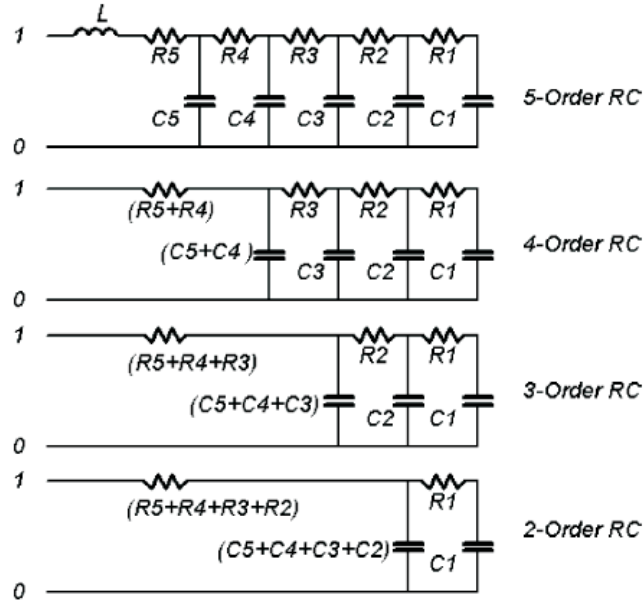 L
1
R5 R4 R3 R2 R1
C5 C4 C3 C2 C1
5-Order RC
0
1
(R5+R4) R3 R2 R1
(C5+C4) C3 C2 C1
4-Order RC
0
1
R2 R1
(R5+R4+R3)
(C5+C4+C3) C2 C1
3-Order RC
0
1
R1
(R5+R4+R3+R2)
(C5+C4+C3+C2) C1
2-Order RC
0